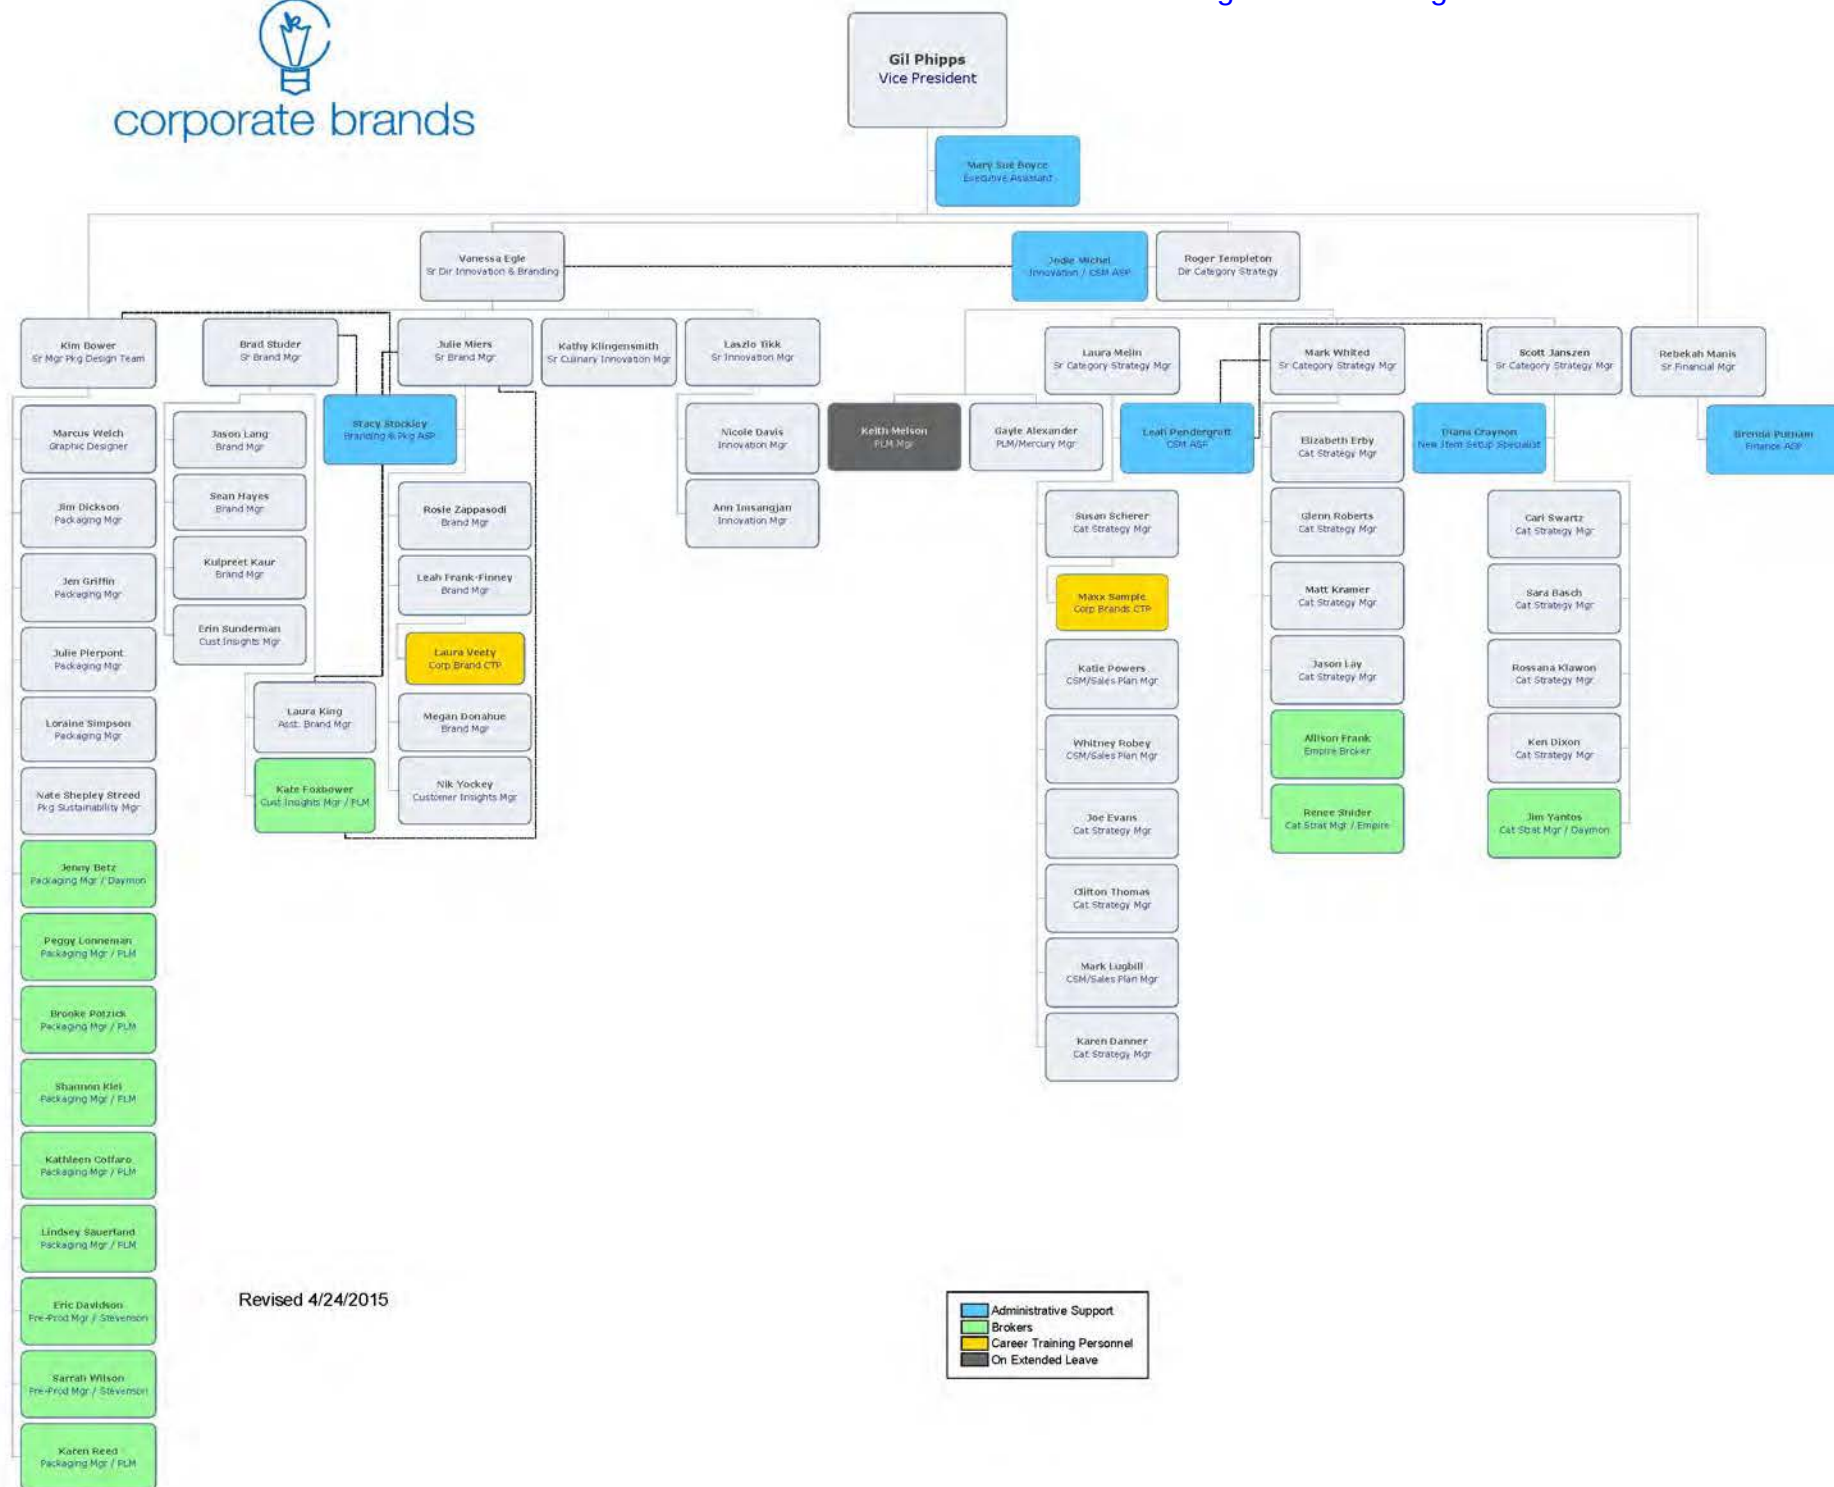 corporate brands
Gil Phipps
Vice President
Mary Sue Boyce
Executive Assistant
Vanessa Egle
Sr Dir Innovation & Branding
Jodie Michel
Innovation / CSM ASP
Roger Templeton
Dir Category Strategy
Kim Bower
Sr Mgr Pkg Design Team
Brad Studer
Sr Brand Mgr
Julie Miers
Sr Brand Mgr
Kathy Klingensmith
Sr Culinary Innovation Mgr
Laszlo Tikk
Sr Innovation Mgr
Laura Melin
Sr Category Strategy Mgr
Mark Whited
Sr Category Strategy Mgr
Scott Janszen
Sr Category Strategy Mgr
Rebekah Manis
Sr Financial Mgr
Marcus Welch
Graphic Designer
Jim Dickson
Packaging Mgr
Jen Griffin
Packaging Mgr
Julie Pierpont
Packaging Mgr
Loraine Simpson
Packaging Mgr
Nate Shepley Streed
Pkg Sustainability Mgr
Jenny Betz
Packaging Mgr / Daymon
Peggy Lonneman
Packaging Mgr / PLM
Brooke Potzick
Packaging Mgr / PLM
Shannon Klei
Packaging Mgr / PLM
Kathleen Coffaro
Packaging Mgr / PLM
Lindsey Sauerland
Packaging Mgr / PLM
Eric Davidson
Pre-Prod Mgr / Stevenson
Sarrah Wilson
Pre-Prod Mgr / Stevenson
Karen Reed
Packaging Mgr / PLM
Jason Lang
Brand Mgr
Sean Hayes
Brand Mgr
Kulpreet Kaur
Brand Mgr
Erin Sunderman
Cust Insights Mgr
Laura King
Asst. Brand Mgr
Kate Foxbower
Cust Insights Mgr / PLM
Stacy Stockley
Branding & Pkg ASP
Rosie Zappasodi
Brand Mgr
Leah Frank-Finney
Brand Mgr
Laura Veety
Corp Brand CTP
Megan Donahue
Brand Mgr
Nik Yockey
Customer Insights Mgr
Nicole Davis
Innovation Mgr
Ann Imsangjan
Innovation Mgr
Keith Melson
PLM Mgr
Gayle Alexander
PLM/Mercury Mgr
Leah Pendergratt
CSM ASP
Susan Scherer
Cat Strategy Mgr
Maxx Sample
Corp Brands CTP
Katie Powers
CSM/Sales Plan Mgr
Whitney Robey
CSM/Sales Plan Mgr
Joe Evans
Cat Strategy Mgr
Clifton Thomas
Cat Strategy Mgr
Mark Lugbill
CSM/Sales Plan Mgr
Karen Danner
Cat Strategy Mgr
Elizabeth Erby
Cat Strategy Mgr
Glenn Roberts
Cat Strategy Mgr
Matt Kramer
Cat Strategy Mgr
Jason Lay
Cat Strategy Mgr
Allison Frank
Empire Broker
Renee Snider
Cat Strat Mgr / Empire
Diana Craynon
New Item Setup Specialist
Carl Swartz
Cat Strategy Mgr
Sara Basch
Cat Strategy Mgr
Rossana Klawon
Cat Strategy Mgr
Ken Dixon
Cat Strategy Mgr
Jim Yantos
Cat Strat Mgr / Daymon
Brenda Putnam
Finance ASP
Revised 4/24/2015
Administrative Support
Brokers
Career Training Personnel
On Extended Leave